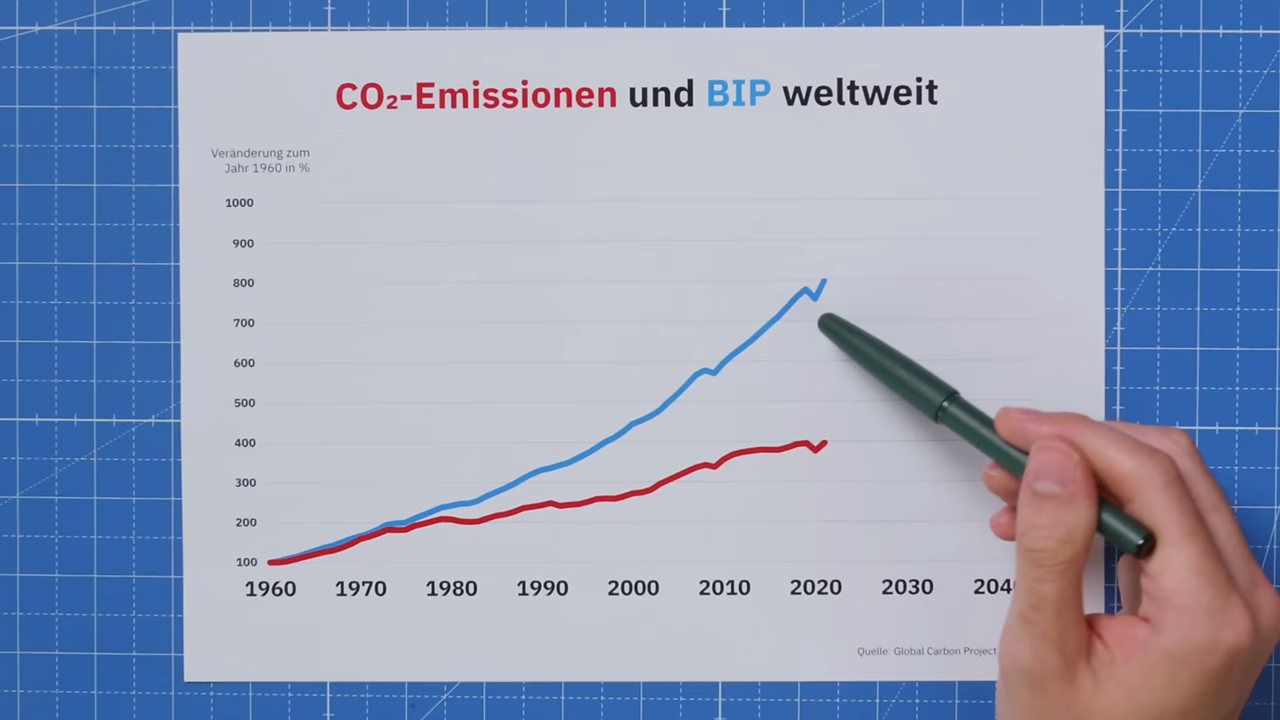 CO₂-Emissionen und BIP weltweit
Veränderung zum
Jahr 1960 in %
1000
900
800
700
600
500
400
300
200
100
1960 1970 1980 1990 2000 2010 2020 2030
Quelle: Global Carbon Project